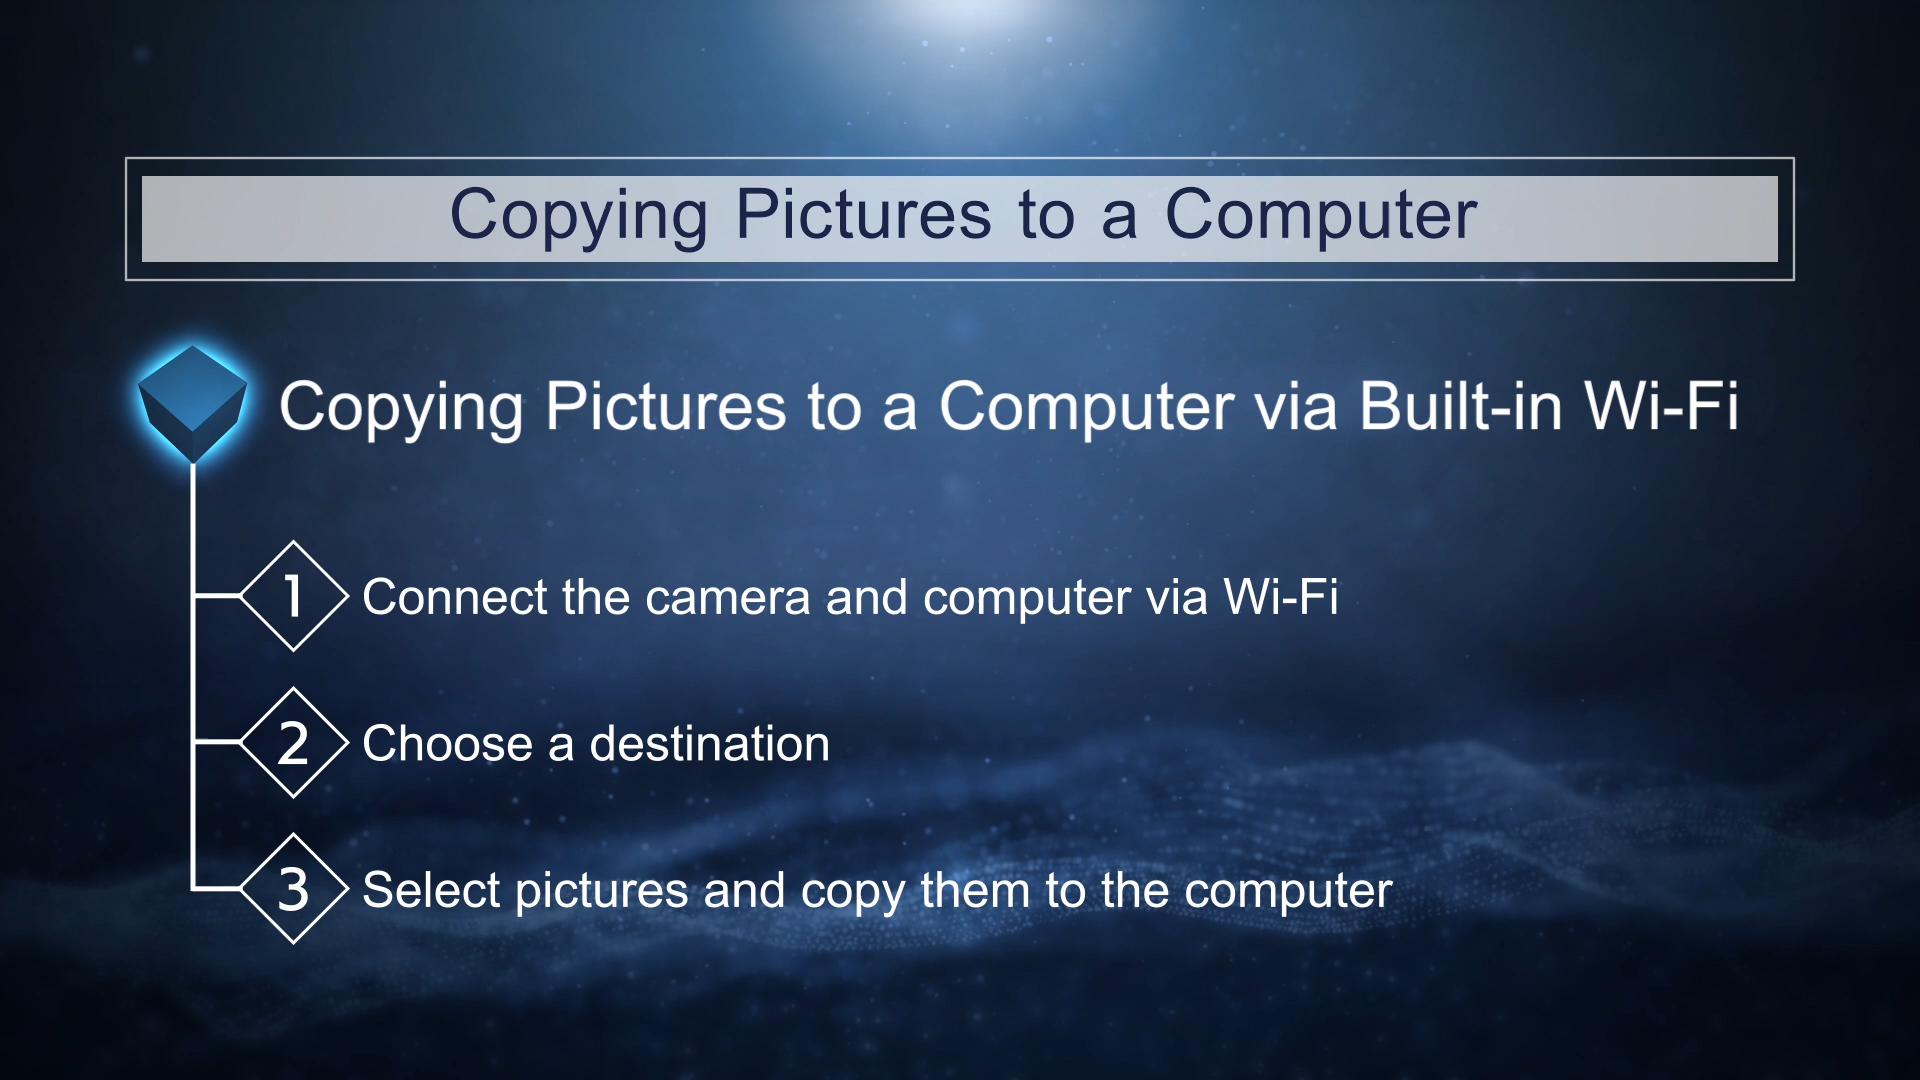 Copying Pictures to a Computer
Copying Pictures to a Computer via Built-in Wi-Fi
1 Connect the camera and computer via Wi-Fi
2 Choose a destination
3 Select pictures and copy them to the computer